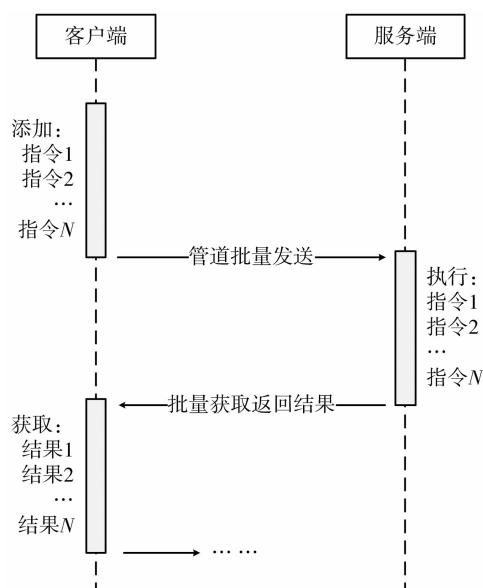 客户端
服务端
添加：
指令1
指令2
…
指令N
管道批量发送
执行：
指令1
指令2
…
指令N
批量获取返回结果
获取：
结果1
结果2
…
结果N
… …